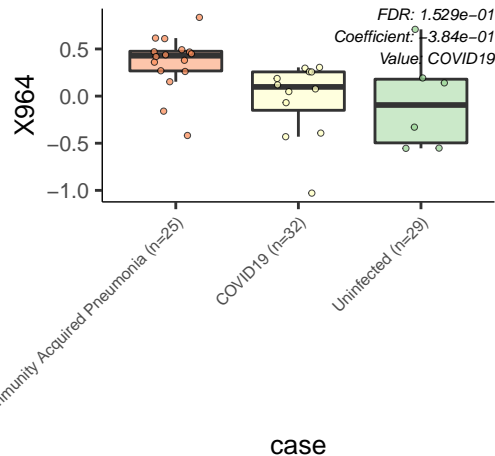 FDR: 1.529e−01
Coefficient: −3.84e−01
Value: COVID19
X964
0.5
0.0
−0.5
−1.0
Acquired Pneumonia (n=25)
COVID19 (n=32)
Uninfected (n=29)
case